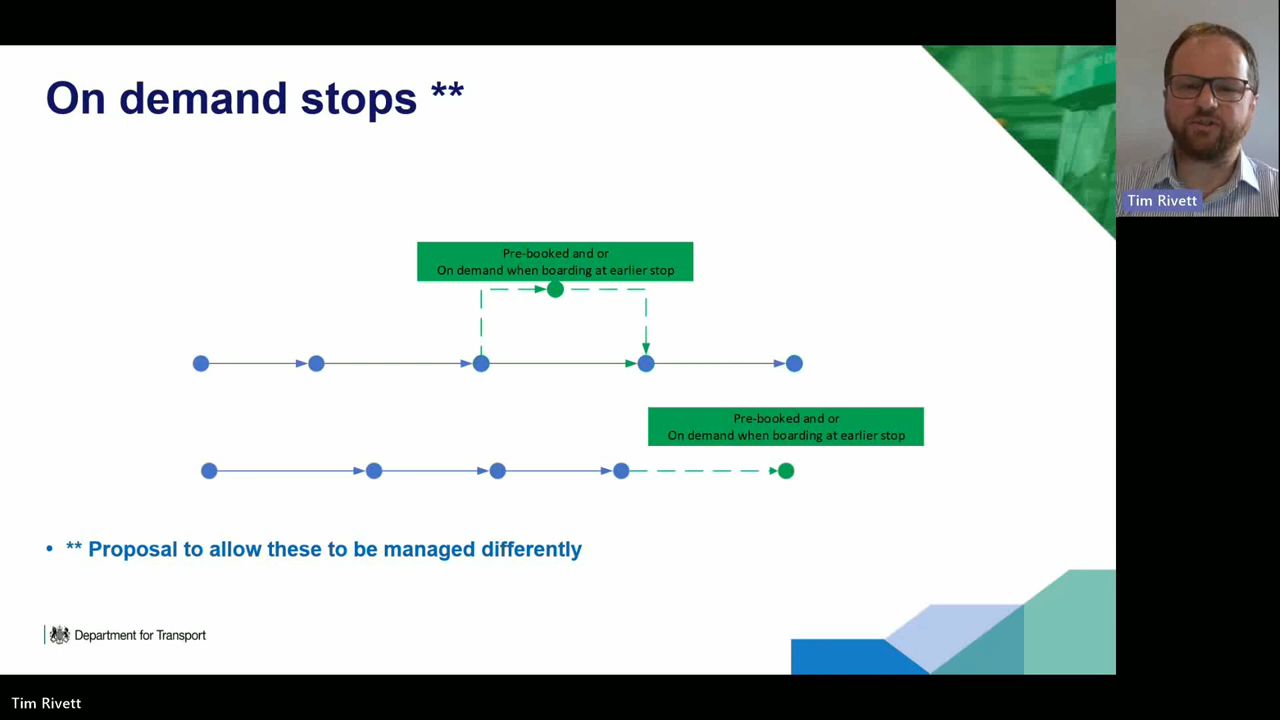 On demand stops **
Tim Rivett
Pre-booked and or
On demand when boarding at earlier stop
Pre-booked and or
On demand when boarding at earlier stop
• ** Proposal to allow these to be managed differently
Department for Transport
Tim Rivett